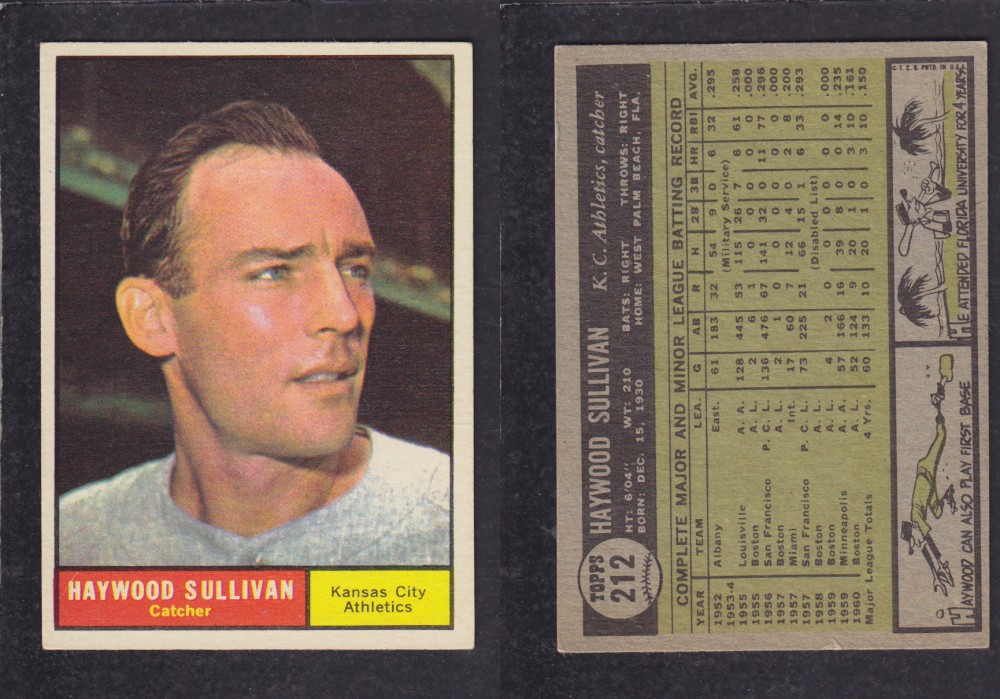 HAYWOOD SULLIVAN
Catcher
Kansas City
Athletics
TOPPS
212
HAYWOOD SULLIVAN K. C. Athletics, catcher
HT: 6'04" WT: 210 BATS: RIGHT THROWS: RIGHT
BORN: DEC. 15, 1930 HOME: WEST PALM BEACH, FLA.
COMPLETE MAJOR AND MINOR LEAGUE BATTING RECORD
YEAR TEAM LEA. G AB R H 2B 3B HR RBI AVG.
1952 Albany East. 61 183 32 54 9 0 6 32 .295
1953-4 (Military Service)
1955 Louisville A. A. 128 445 53 115 26 7 6 61 .258
1955 Boston A. L. 2 6 1 0 0 0 0 0 .000
1956 San Francisco P. C. L. 136 476 67 141 32 0 11 77 .296
1957 Boston A. L. 2 1 0 0 0 0 0 0 .000
1957 Miami Int. 17 60 7 12 4 0 2 8 .200
1957 San Francisco P. C. L. 73 225 21 66 15 1 6 33 .293
1958 Boston A. L. (Disabled List)
1959 Boston A. L. 4 2 0 0 0 0 0 0 .000
1959 Minneapolis A. A. 57 166 16 39 8 0 0 14 .235
1960 Boston A. L. 52 124 9 20 1 0 3 10 .161
Major League Totals 4 Yrs. 60 133 10 20 1 0 3 10 .150
HAYWOOD CAN ALSO PLAY FIRST BASE
HE ATTENDED FLORIDA UNIVERSITY FOR 4 YEARS.
© T. C. G. PRTD. IN U.S.